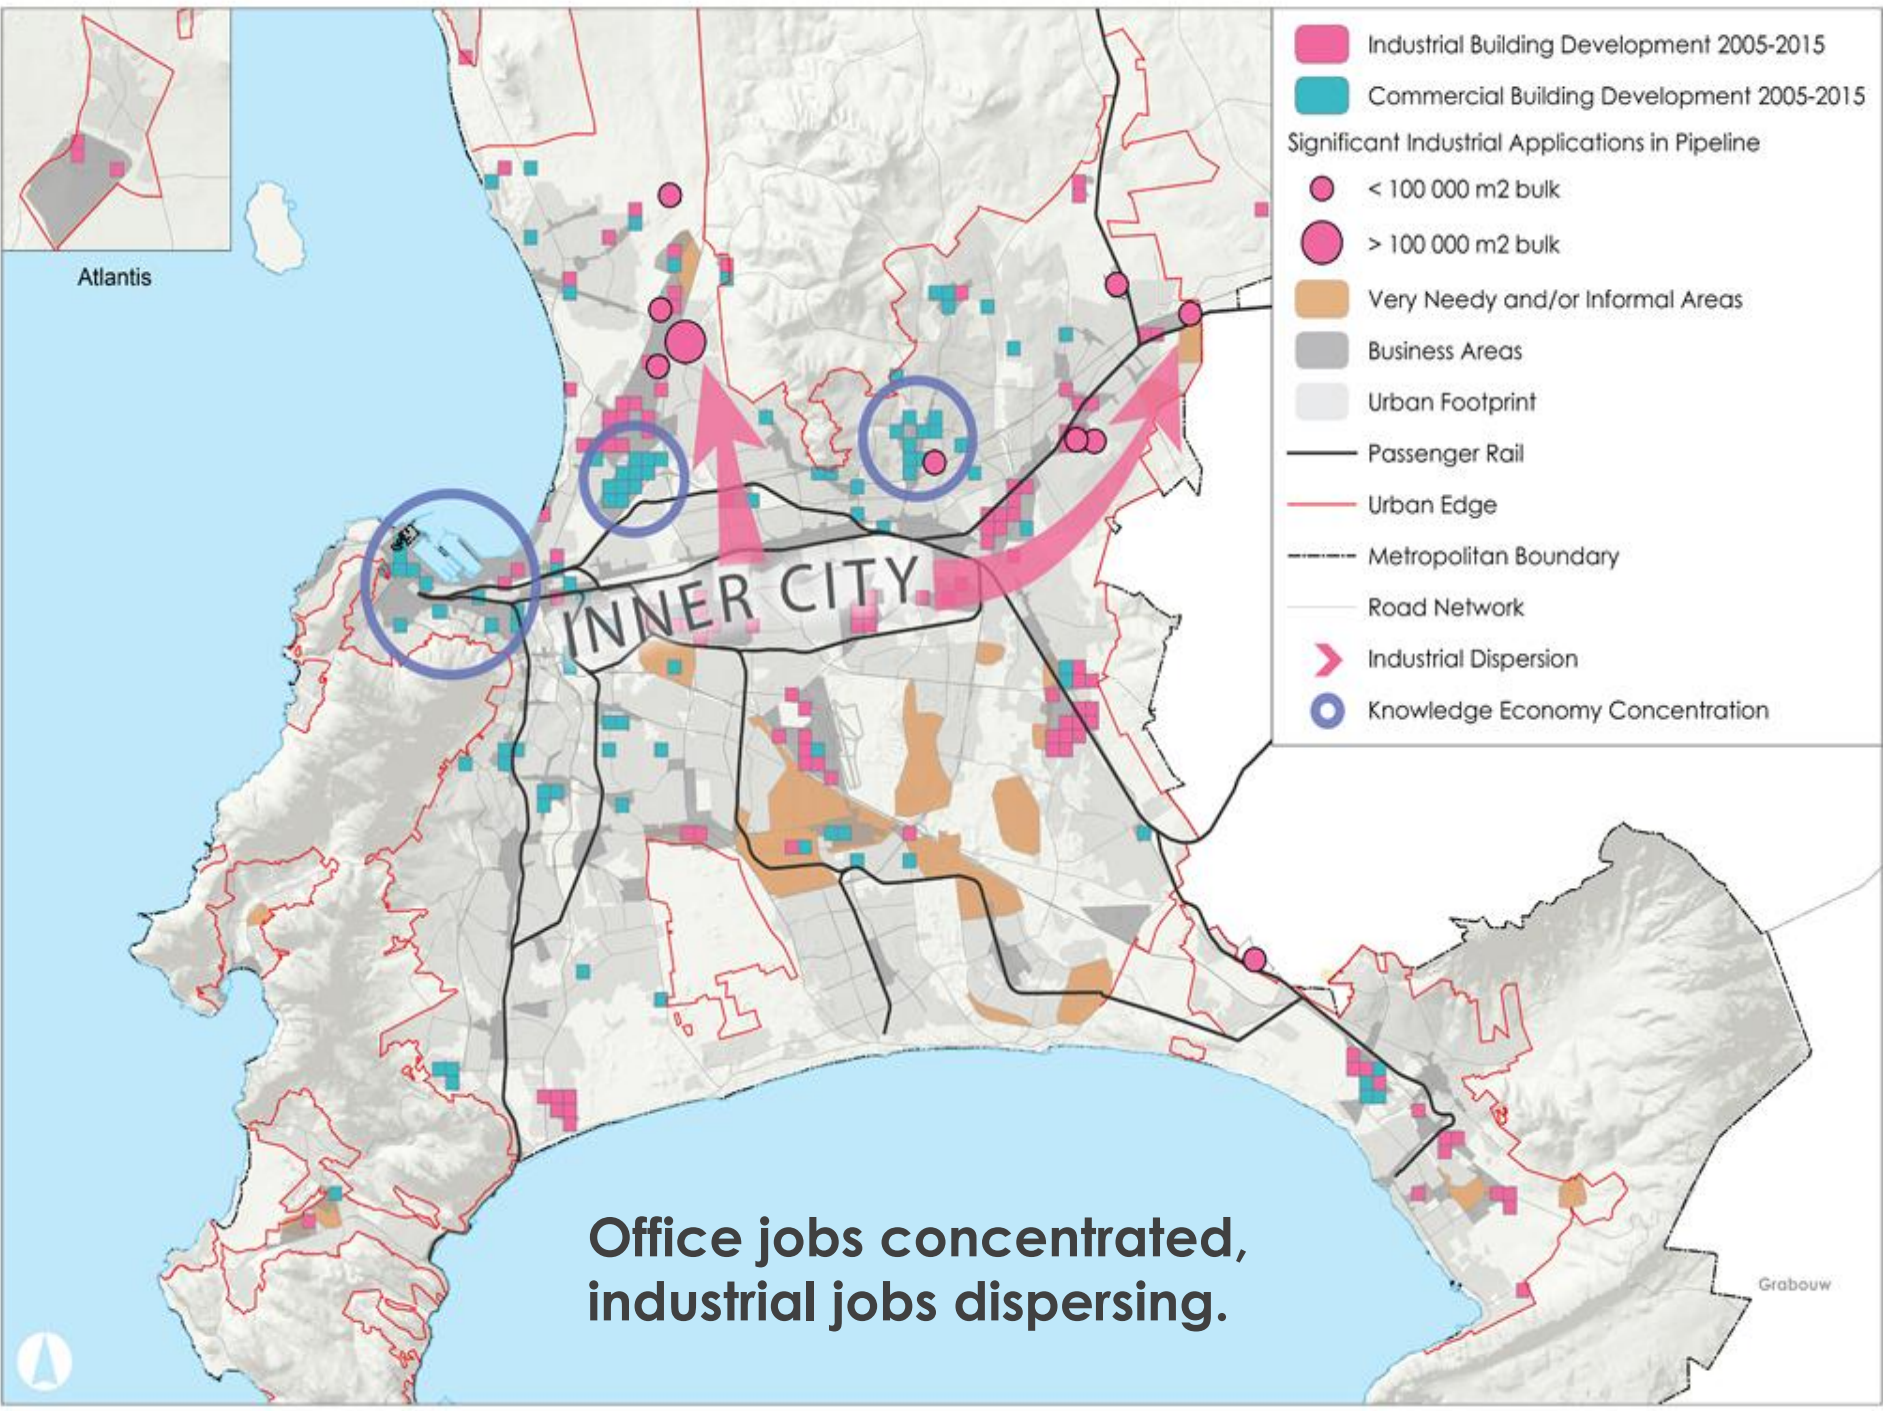 Atlantis
Industrial Building Development 2005-2015
Commercial Building Development 2005-2015
Significant Industrial Applications in Pipeline
< 100 000 m2 bulk
> 100 000 m2 bulk
Very Needy and/or Informal Areas
Business Areas
Urban Footprint
Passenger Rail
Urban Edge
Metropolitan Boundary
Road Network
Industrial Dispersion
Knowledge Economy Concentration
INNER CITY
Office jobs concentrated,
industrial jobs dispersing.
Grabouw